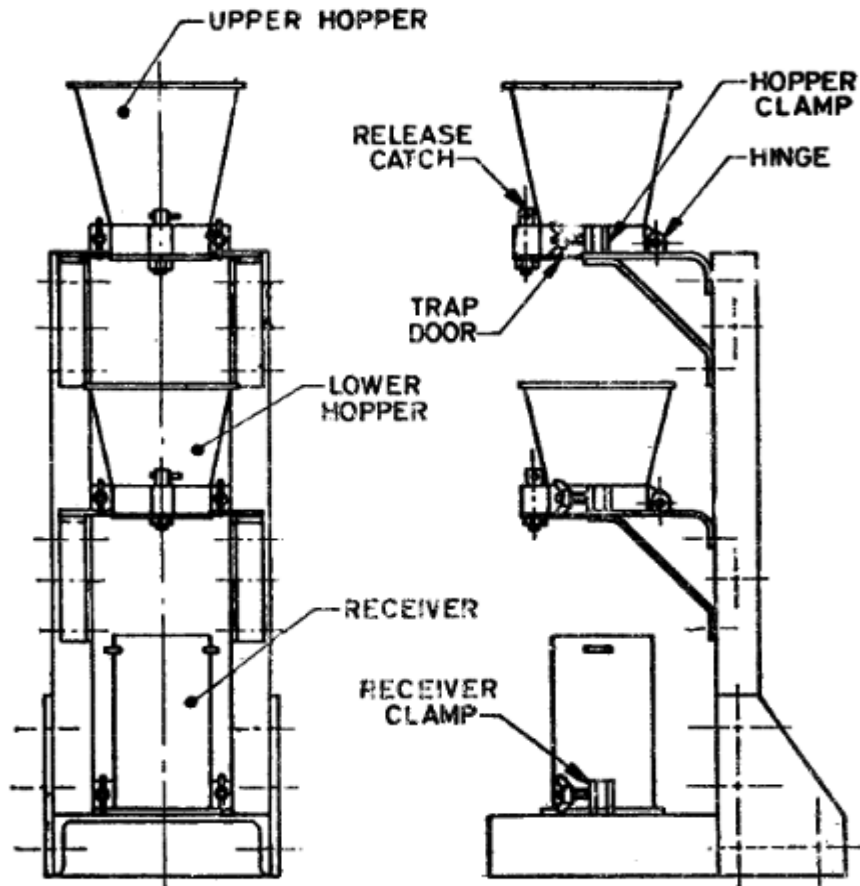 UPPER HOPPER
HOPPER
CLAMP
RELEASE
CATCH
HINGE
TRAP
DOOR
LOWER
HOPPER
RECEIVER
RECEIVER
CLAMP